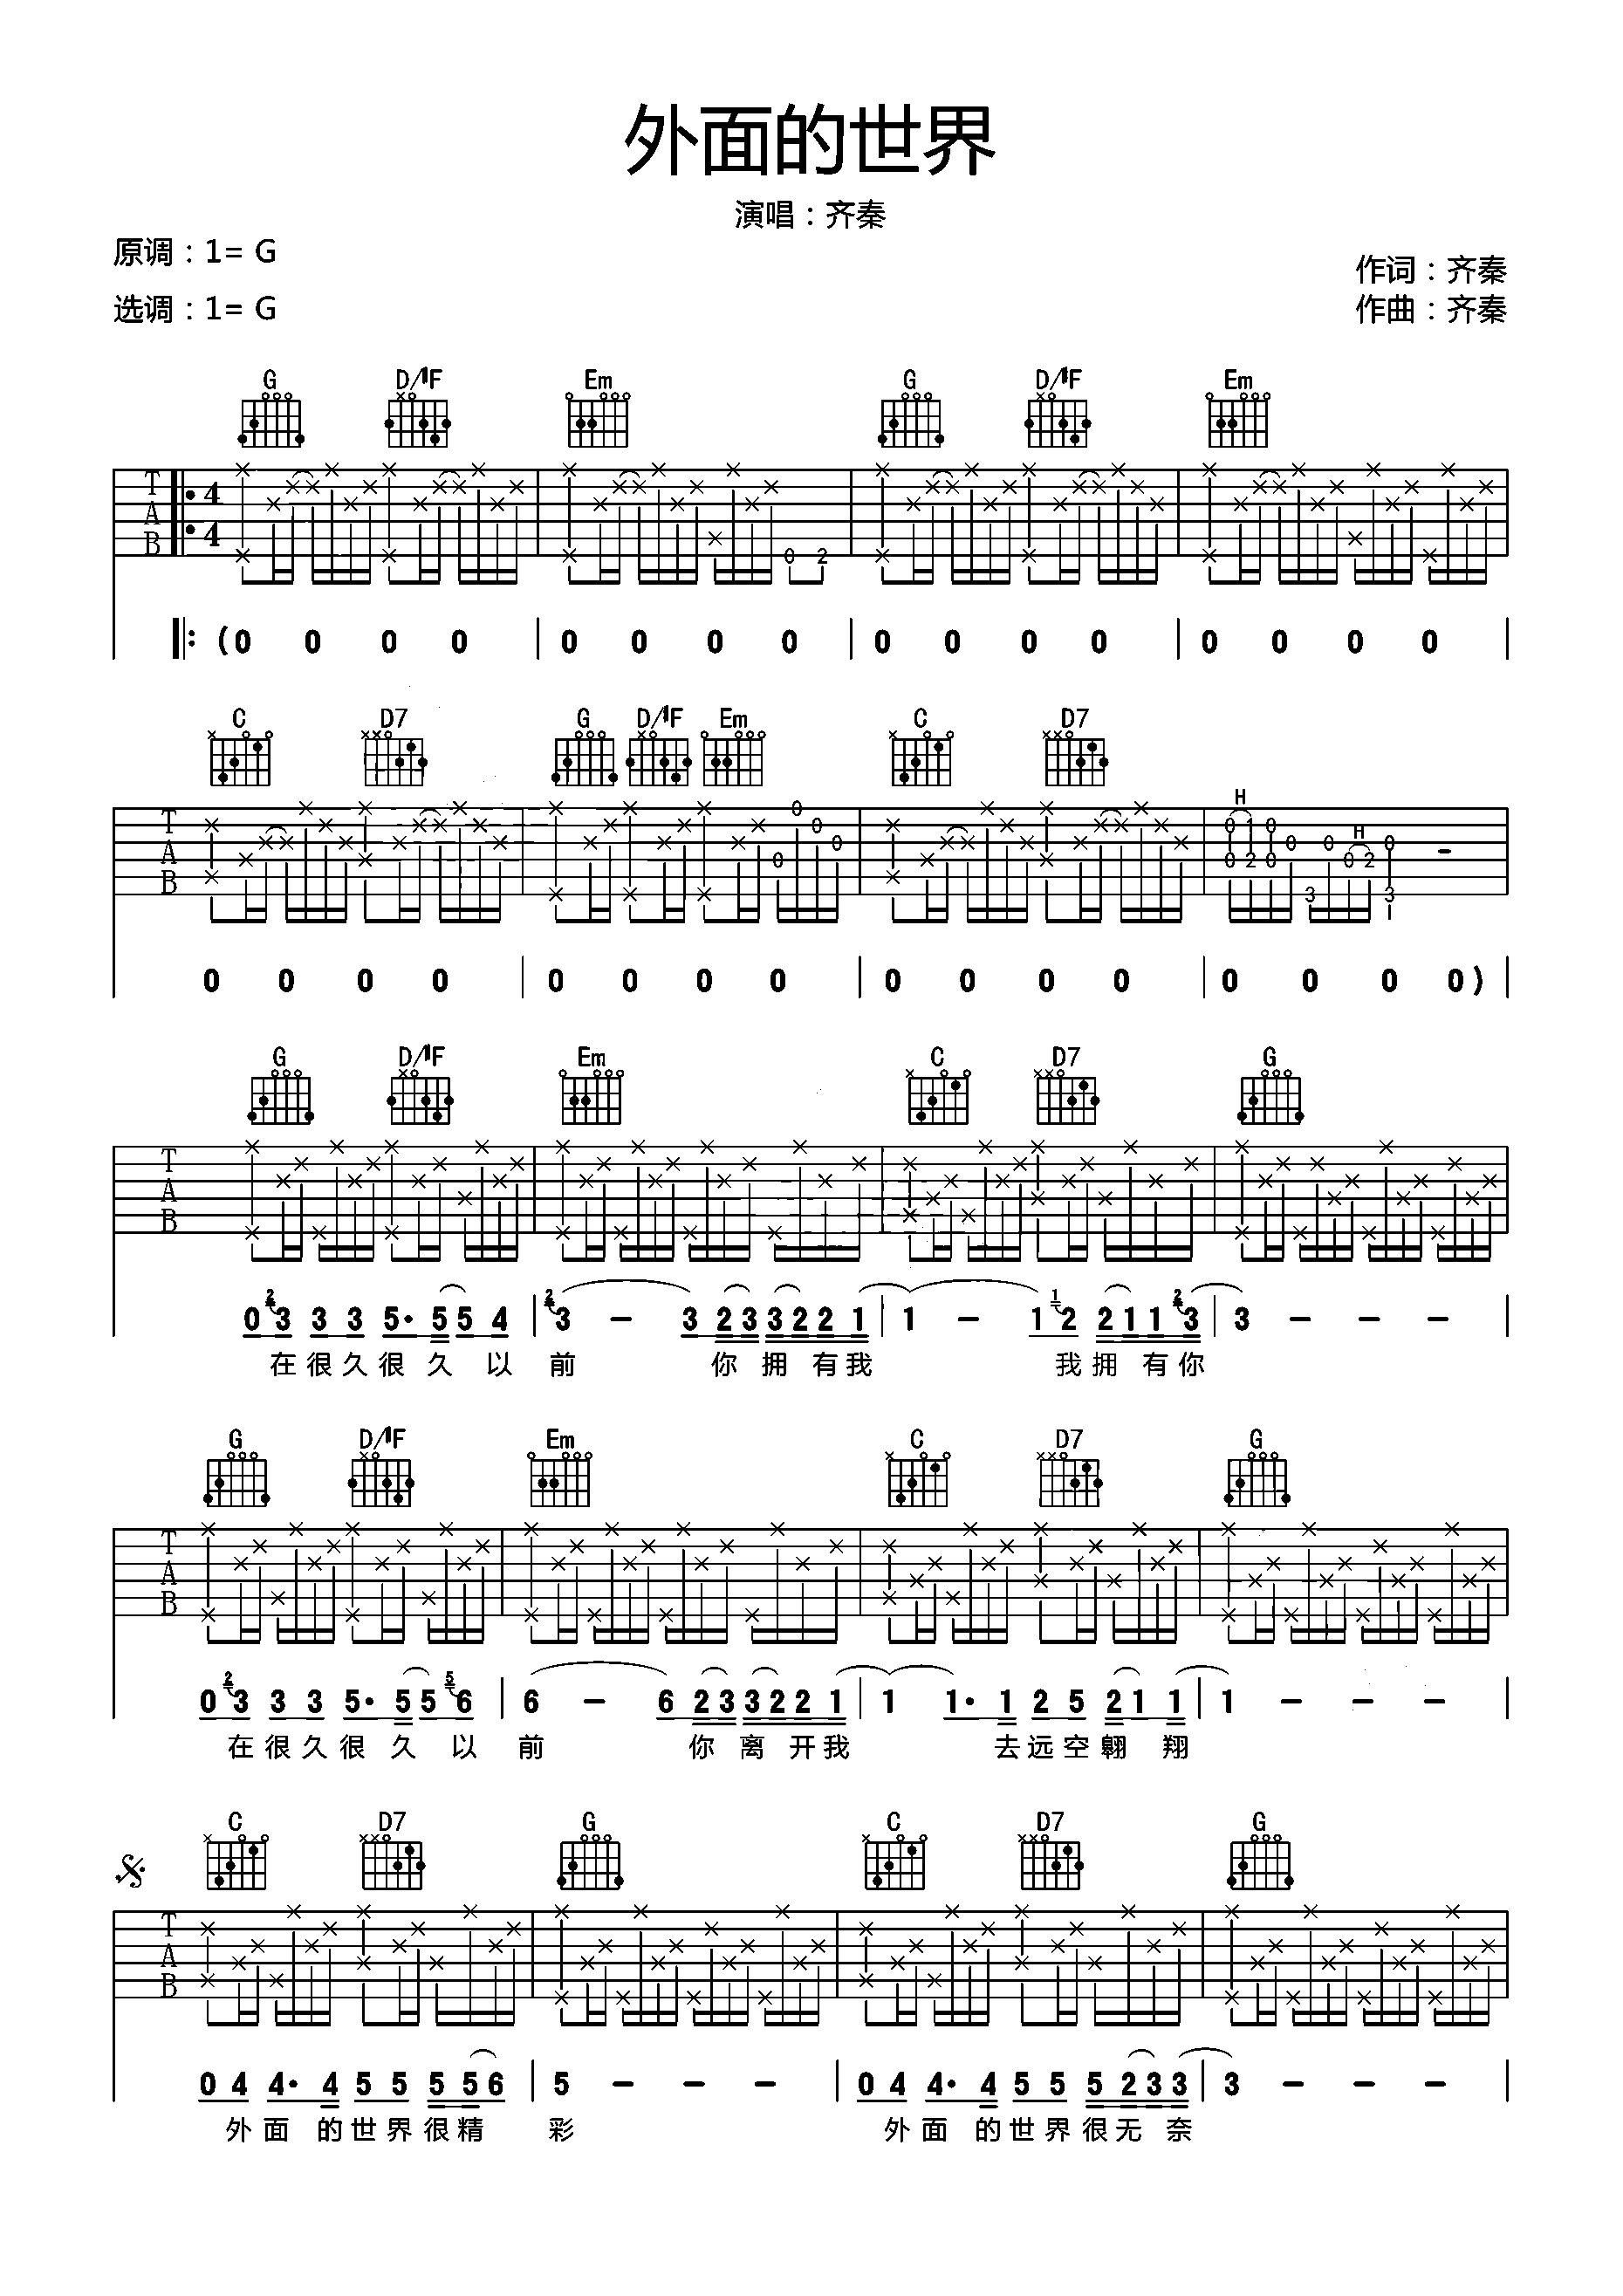 外面的世界
演唱：齐秦
原调：1= G
作词：齐秦
选调：1= G
作曲：齐秦
G D/#F Em G D/#F Em
T A B 4/4 0 2
(0 0 0 0 | 0 0 0 0 | 0 0 0 0 | 0 0 0 0 |
C D7 G D/#F Em C D7
H H
T A B 0 0 0 0 0 1 0 0 0 2 0 3 0 0 2 0 3
0 0 0 0 | 0 0 0 0 | 0 0 0 0 | 0 0 0 0) |
G D/#F Em C D7 G
T A B
0 2 3 3 3 5· 5 5 4 | 2 3 － 3 2 3 3 2 2 1 | 1 － 1 1 2 2 1 1 2 3 | 3 － － － |
在很久很久以前 你拥有我 我拥有你
G D/#F Em C D7 G
T A B
0 2 3 3 3 5· 5 5 5 6 | 6 － 6 2 3 3 2 2 1 | 1 1· 1 2 5 2 1 1 | 1 － － － |
在很久很久以前 你离开我 去远空翱翔
C D7 G C D7 G
T A B
0 4 4· 4 5 5 5 5 6 | 5 － － － | 0 4 4· 4 5 5 5 2 3 3 | 3 － － － |
外面的世界很精彩 外面的世界很无奈